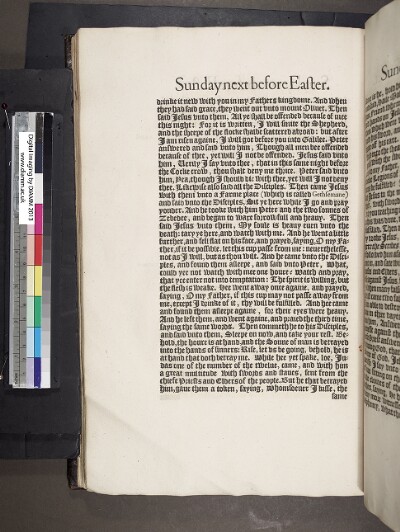 Sunday next before Easter.
drinke it new with you in my Fathers kingdome. And when
they had said grace, they went out vnto mount Oliuet. Then
said Jesus vnto them, All ye shall be offended because of mee
this night: For it is written, I will smite the Shepherd,
and the sheepe of the flocke shalbe scattered abroad: but after
I am risen againe, I will goe before you into Galilee. Peter
answered and said vnto him, Though all men bee offended
because of thee, yet will I not be offended. Jesus said vnto
him, Uerily I say vnto thee, that in this same night before
the Cocke crow, thou shalt deny me thrice. Peter said vnto
him, Yea, though I should die with thee, yet will I not deny
thee. Likewise also said all the Disciples. Then came Jesus
with them vnto a Farme place (which is called Gethsemane)
and said vnto the Disciples, Sit ye here while I go and pray
yonder. And he tooke with him Peter and the two sonnes of
Zebedee, and began to ware sorowfull and heauy. Then
said Jesus vnto them, My soule is heauy euen vnto the
death: tary ye here, and watch with me. And he went a little
further, and fell flat on his face, and prayed, saying, O my Fa-
ther, if it be possible, let this cup passe from me: neuerthelesse,
not as I will, but as thou wilt. And he came vnto the Disci-
ples, and found them asleepe, and said vnto Peter, What,
could yee not watch with mee one houre: watch and pray,
that yee enter not into temptation: The spirit is willing, but
the flesh is weake. Hee went away once againe, and prayed,
saying, O my Father, if this cup may not passe away from
me, except I drinke of it, thy will be fulfilled. And hee came
and found them asleepe againe, for their eyes were heauy.
And he left them, and went againe, and prayed the third time,
saying the same words. Then commeth he to his Disciples,
and said vnto them, Sleepe on now, and take your rest. Be-
hold, the houre is at hand, and the Sonne of man is betrayed
into the hands of sinners: Rise, let vs be going, behold, he is
at hand that doth betray me. While hee yet spake, loe, Ju-
das one of the number of the twelue, came, and with him
a great multitude with swords and staues, sent from the
chiefe Priests and Elders of the people. But he that betrayed
him, gaue them a token, saying, Whomsoeuer I kisse, the
same
Digital imaging by DIAMM
www.diamm.ac.uk